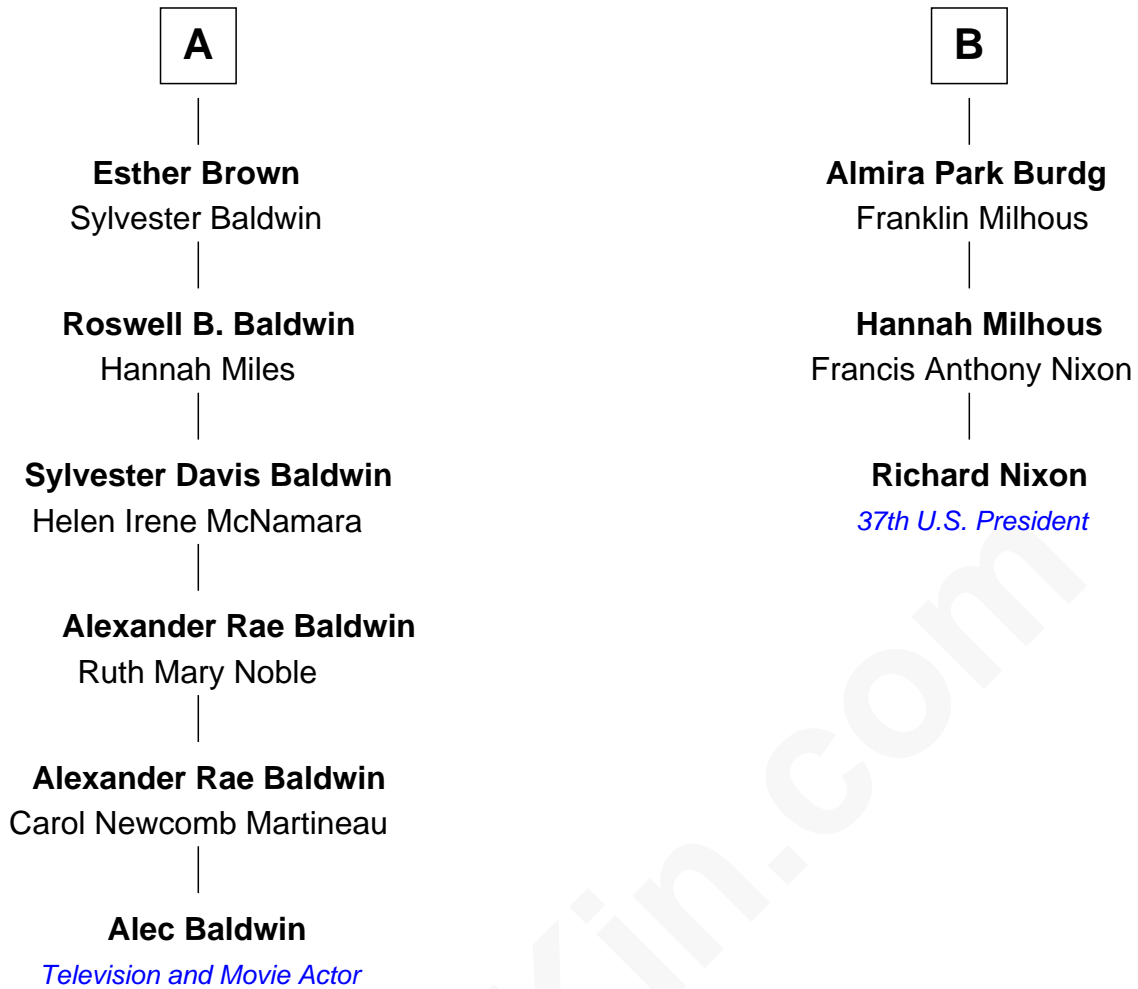 A
Esther Brown
Sylvester Baldwin
Roswell B. Baldwin
Hannah Miles
Sylvester Davis Baldwin
Helen Irene McNamara
Alexander Rae Baldwin
Ruth Mary Noble
Alexander Rae Baldwin
Carol Newcomb Martineau
Alec Baldwin
Television and Movie Actor
B
Almira Park Burdg
Franklin Milhous
Hannah Milhous
Francis Anthony Nixon
Richard Nixon
37th U.S. President